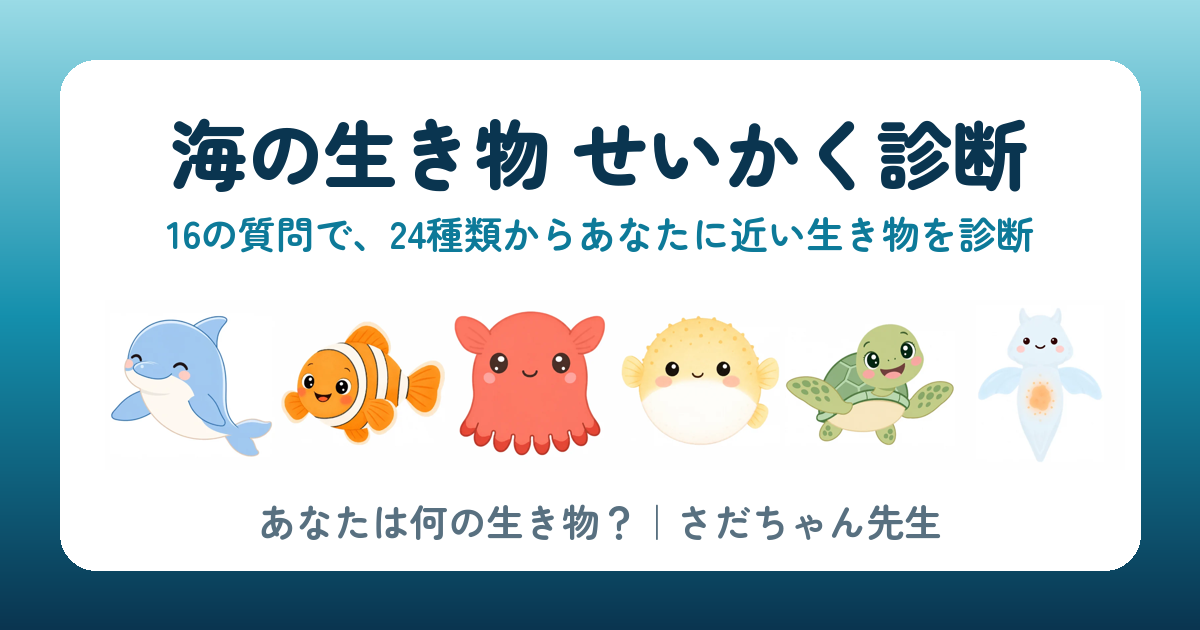 海の生き物 せいかく診断
16の質問で、24種類からあなたに近い生き物を診断
あなたは何の生き物？｜さだちゃん先生